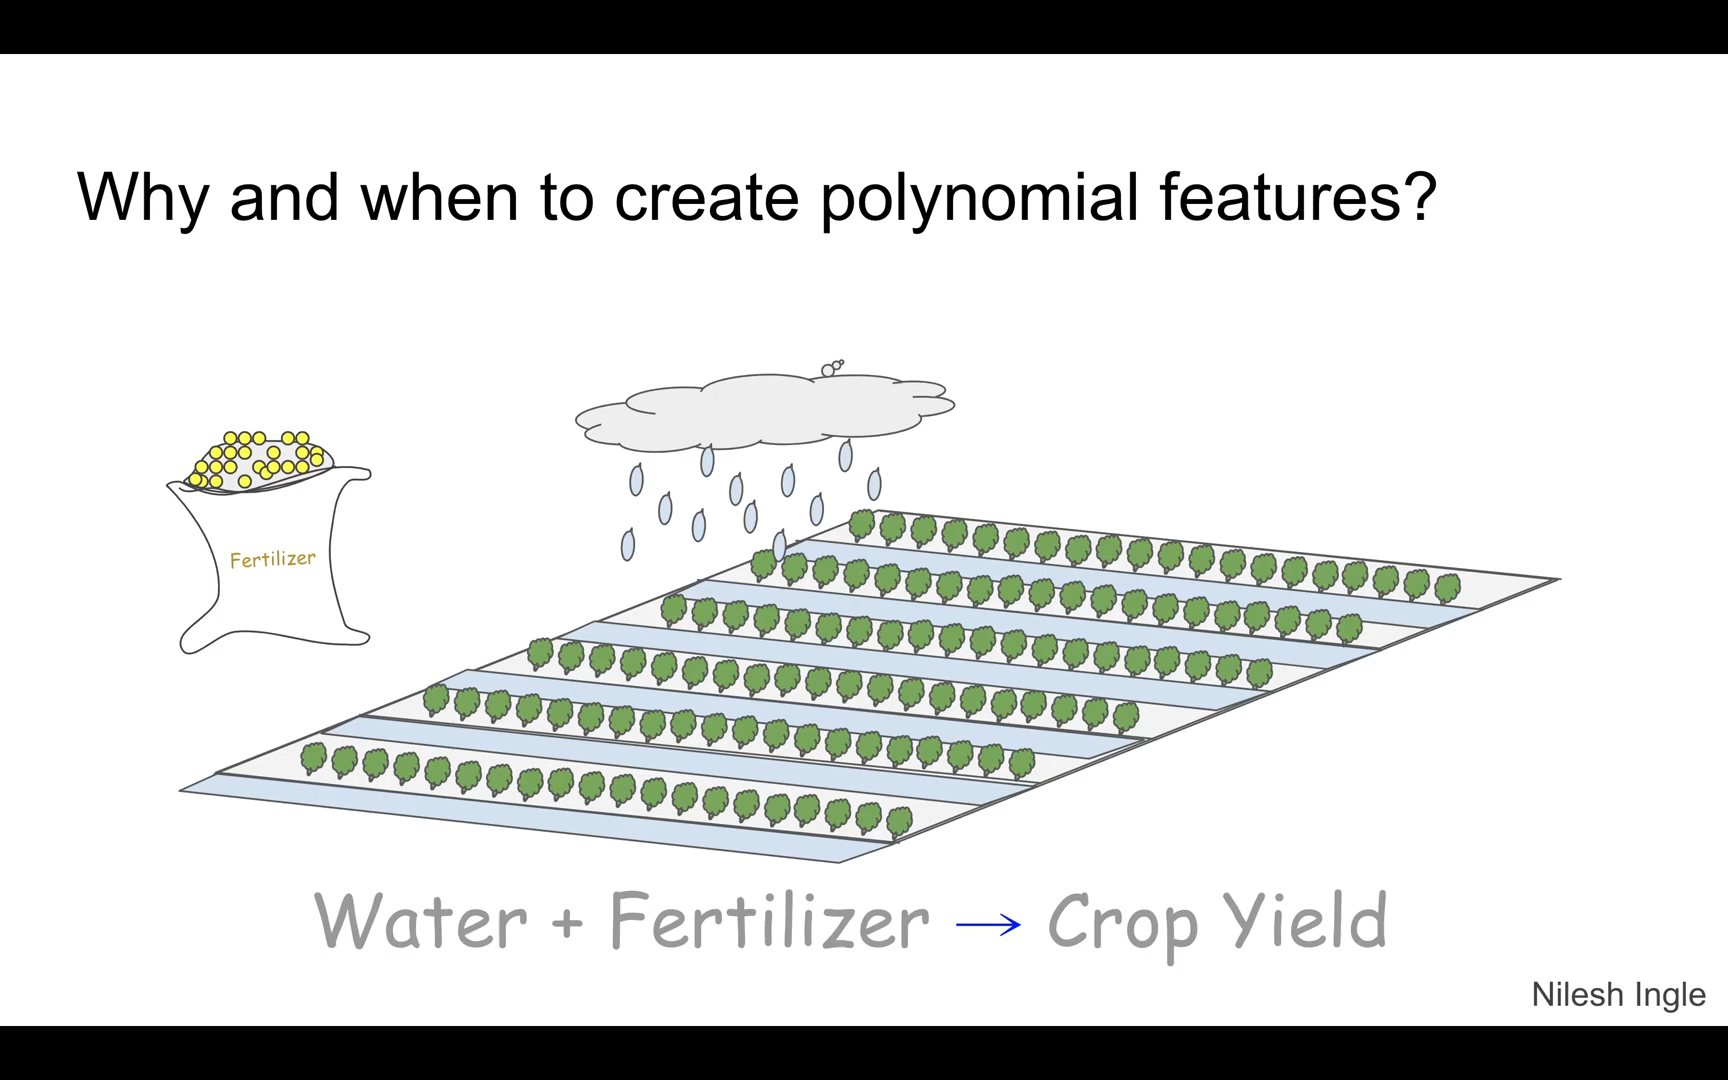 Why and when to create polynomial features?
Fertilizer
Water + Fertilizer → Crop Yield
Nilesh Ingle